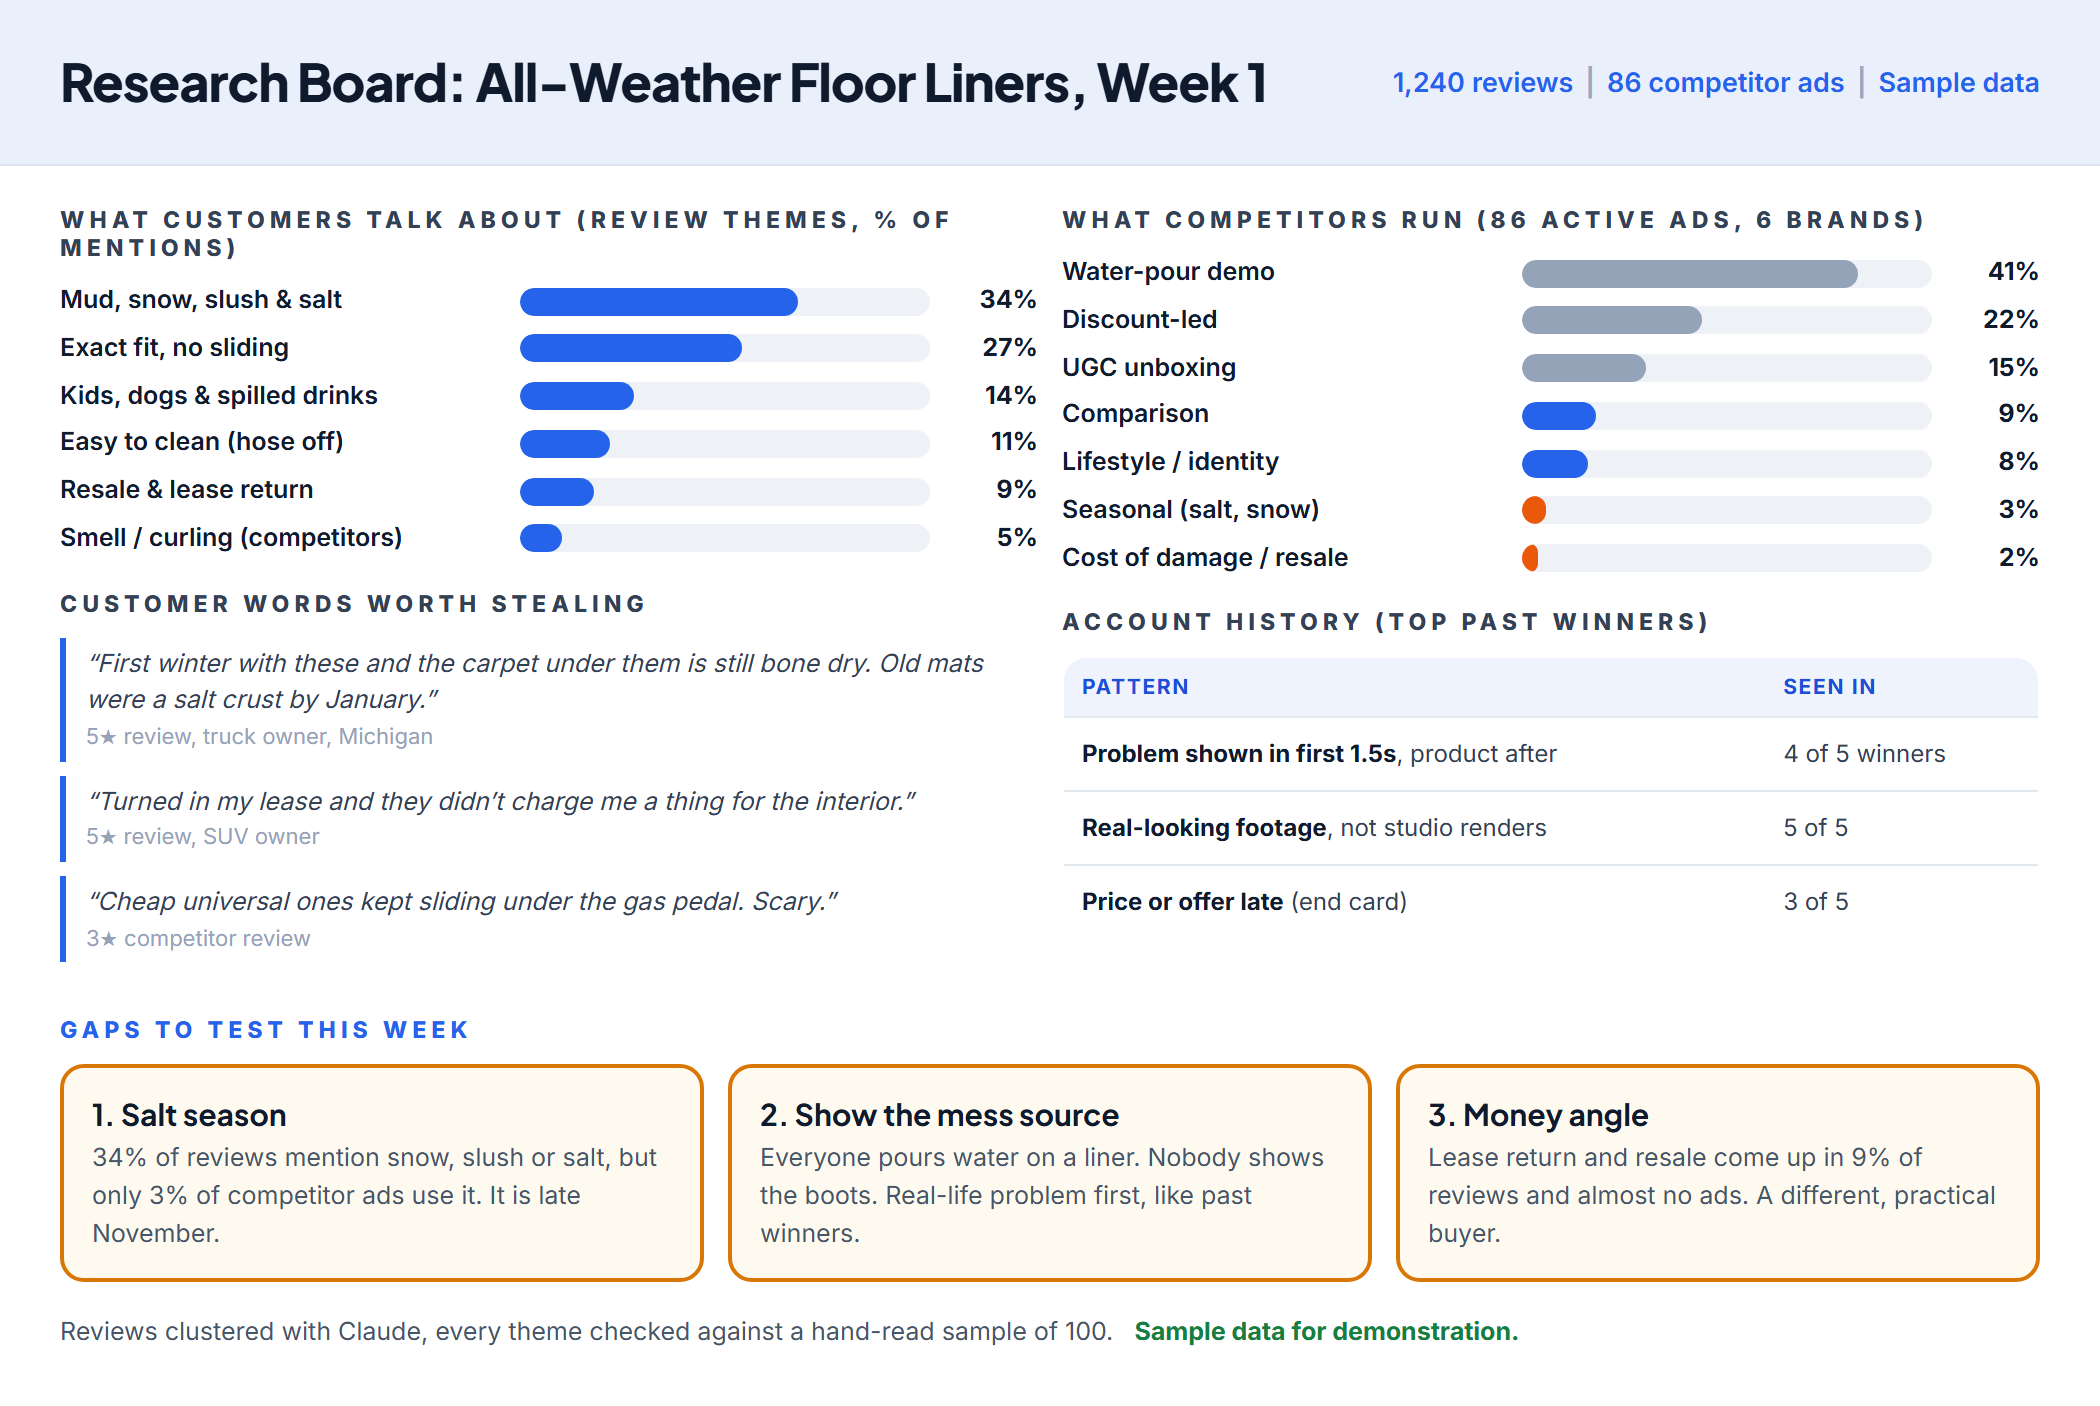 Research Board: All-Weather Floor Liners, Week 1
1,240 reviews | 86 competitor ads | Sample data
WHAT CUSTOMERS TALK ABOUT (REVIEW THEMES, % OF
MENTIONS)
Mud, snow, slush & salt 34%
Exact fit, no sliding 27%
Kids, dogs & spilled drinks 14%
Easy to clean (hose off) 11%
Resale & lease return 9%
Smell / curling (competitors) 5%
CUSTOMER WORDS WORTH STEALING
“First winter with these and the carpet under them is still bone dry. Old mats
were a salt crust by January.”
5★ review, truck owner, Michigan
“Turned in my lease and they didn’t charge me a thing for the interior.”
5★ review, SUV owner
“Cheap universal ones kept sliding under the gas pedal. Scary.”
3★ competitor review
WHAT COMPETITORS RUN (86 ACTIVE ADS, 6 BRANDS)
Water-pour demo 41%
Discount-led 22%
UGC unboxing 15%
Comparison 9%
Lifestyle / identity 8%
Seasonal (salt, snow) 3%
Cost of damage / resale 2%
ACCOUNT HISTORY (TOP PAST WINNERS)
PATTERN SEEN IN
Problem shown in first 1.5s, product after 4 of 5 winners
Real-looking footage, not studio renders 5 of 5
Price or offer late (end card) 3 of 5
GAPS TO TEST THIS WEEK
1. Salt season
34% of reviews mention snow, slush or salt, but
only 3% of competitor ads use it. It is late
November.
2. Show the mess source
Everyone pours water on a liner. Nobody shows
the boots. Real-life problem first, like past
winners.
3. Money angle
Lease return and resale come up in 9% of
reviews and almost no ads. A different, practical
buyer.
Reviews clustered with Claude, every theme checked against a hand-read sample of 100. Sample data for demonstration.